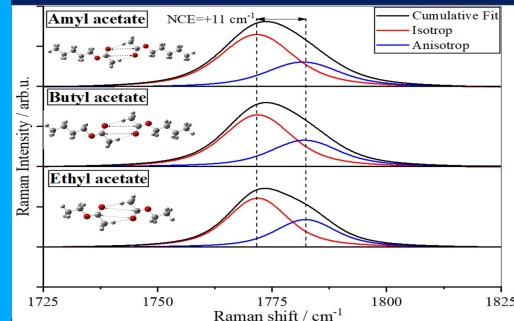 Amyl acetate
NCE=+11 cm-1
Cumulative Fit
Isotrop
Anisotrop
Butyl acetate
Ethyl acetate
Raman Intensity / arb.u.
1725 1750 1775 1800 1825
Raman shift / cm-1